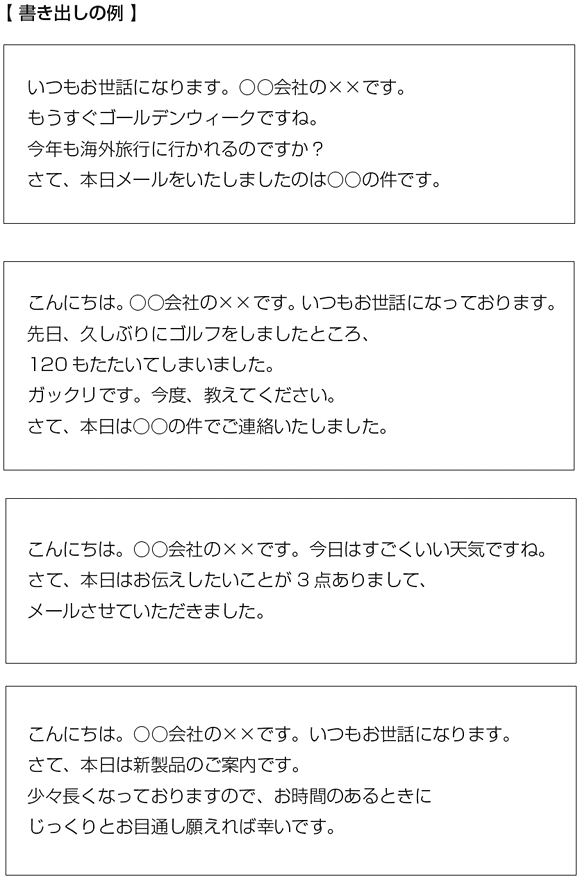 【 書き出しの例 】
いつもお世話になります。○○会社の××です。
もうすぐゴールデンウィークですね。
今年も海外旅行に行かれるのですか？
さて、本日メールをいたしましたのは○○の件です。
こんにちは。○○会社の××です。いつもお世話になっております。
先日、久しぶりにゴルフをしましたところ、
120もたたいてしまいました。
ガックリです。今度、教えてください。
さて、本日は○○の件でご連絡いたしました。
こんにちは。○○会社の××です。今日はすごくいい天気ですね。
さて、本日はお伝えしたいことが3点ありまして、
メールさせていただきました。
こんにちは。○○会社の××です。いつもお世話になります。
さて、本日は新製品のご案内です。
少々長くなっておりますので、お時間のあるときに
じっくりとお目通し願えれば幸いです。